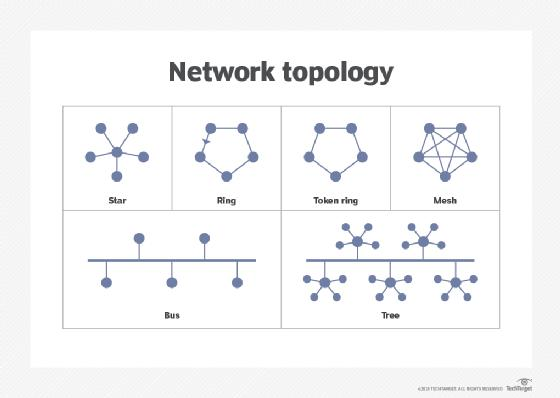 Network topology
Star
Ring
Token ring
Mesh
Bus
Tree
©2019 TECHTARGET. ALL RIGHTS RESERVED
TechTarget